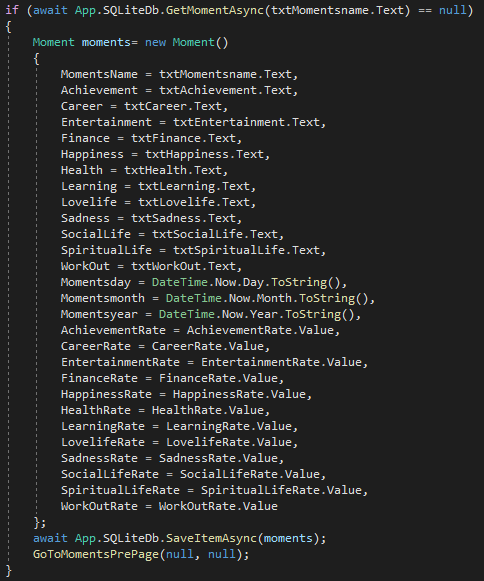 if (await App.SQLiteDb.GetMomentAsync(txtMomentsname.Text) == null)
{
Moment moments= new Moment()
{
MomentsName = txtMomentsname.Text,
Achievement = txtAchievement.Text,
Career = txtCareer.Text,
Entertainment = txtEntertainment.Text,
Finance = txtFinance.Text,
Happiness = txtHappiness.Text,
Health = txtHealth.Text,
Learning = txtLearning.Text,
Lovelife = txtLovelife.Text,
Sadness = txtSadness.Text,
SocialLife = txtSocialLife.Text,
SpiritualLife = txtSpiritualLife.Text,
WorkOut = txtWorkOut.Text,
Momentsday = DateTime.Now.Day.ToString(),
Momentsmonth = DateTime.Now.Month.ToString(),
Momentsyear = DateTime.Now.Year.ToString(),
AchievementRate = AchievementRate.Value,
CareerRate = CareerRate.Value,
EntertainmentRate = EntertainmentRate.Value,
FinanceRate = FinanceRate.Value,
HappinessRate = HappinessRate.Value,
HealthRate = HealthRate.Value,
LearningRate = LearningRate.Value,
LovelifeRate = LovelifeRate.Value,
SadnessRate = SadnessRate.Value,
SocialLifeRate = SocialLifeRate.Value,
SpiritualLifeRate = SpiritualLifeRate.Value,
WorkOutRate = WorkOutRate.Value
};
await App.SQLiteDb.SaveItemAsync(moments);
GoToMomentsPrePage(null, null);
}